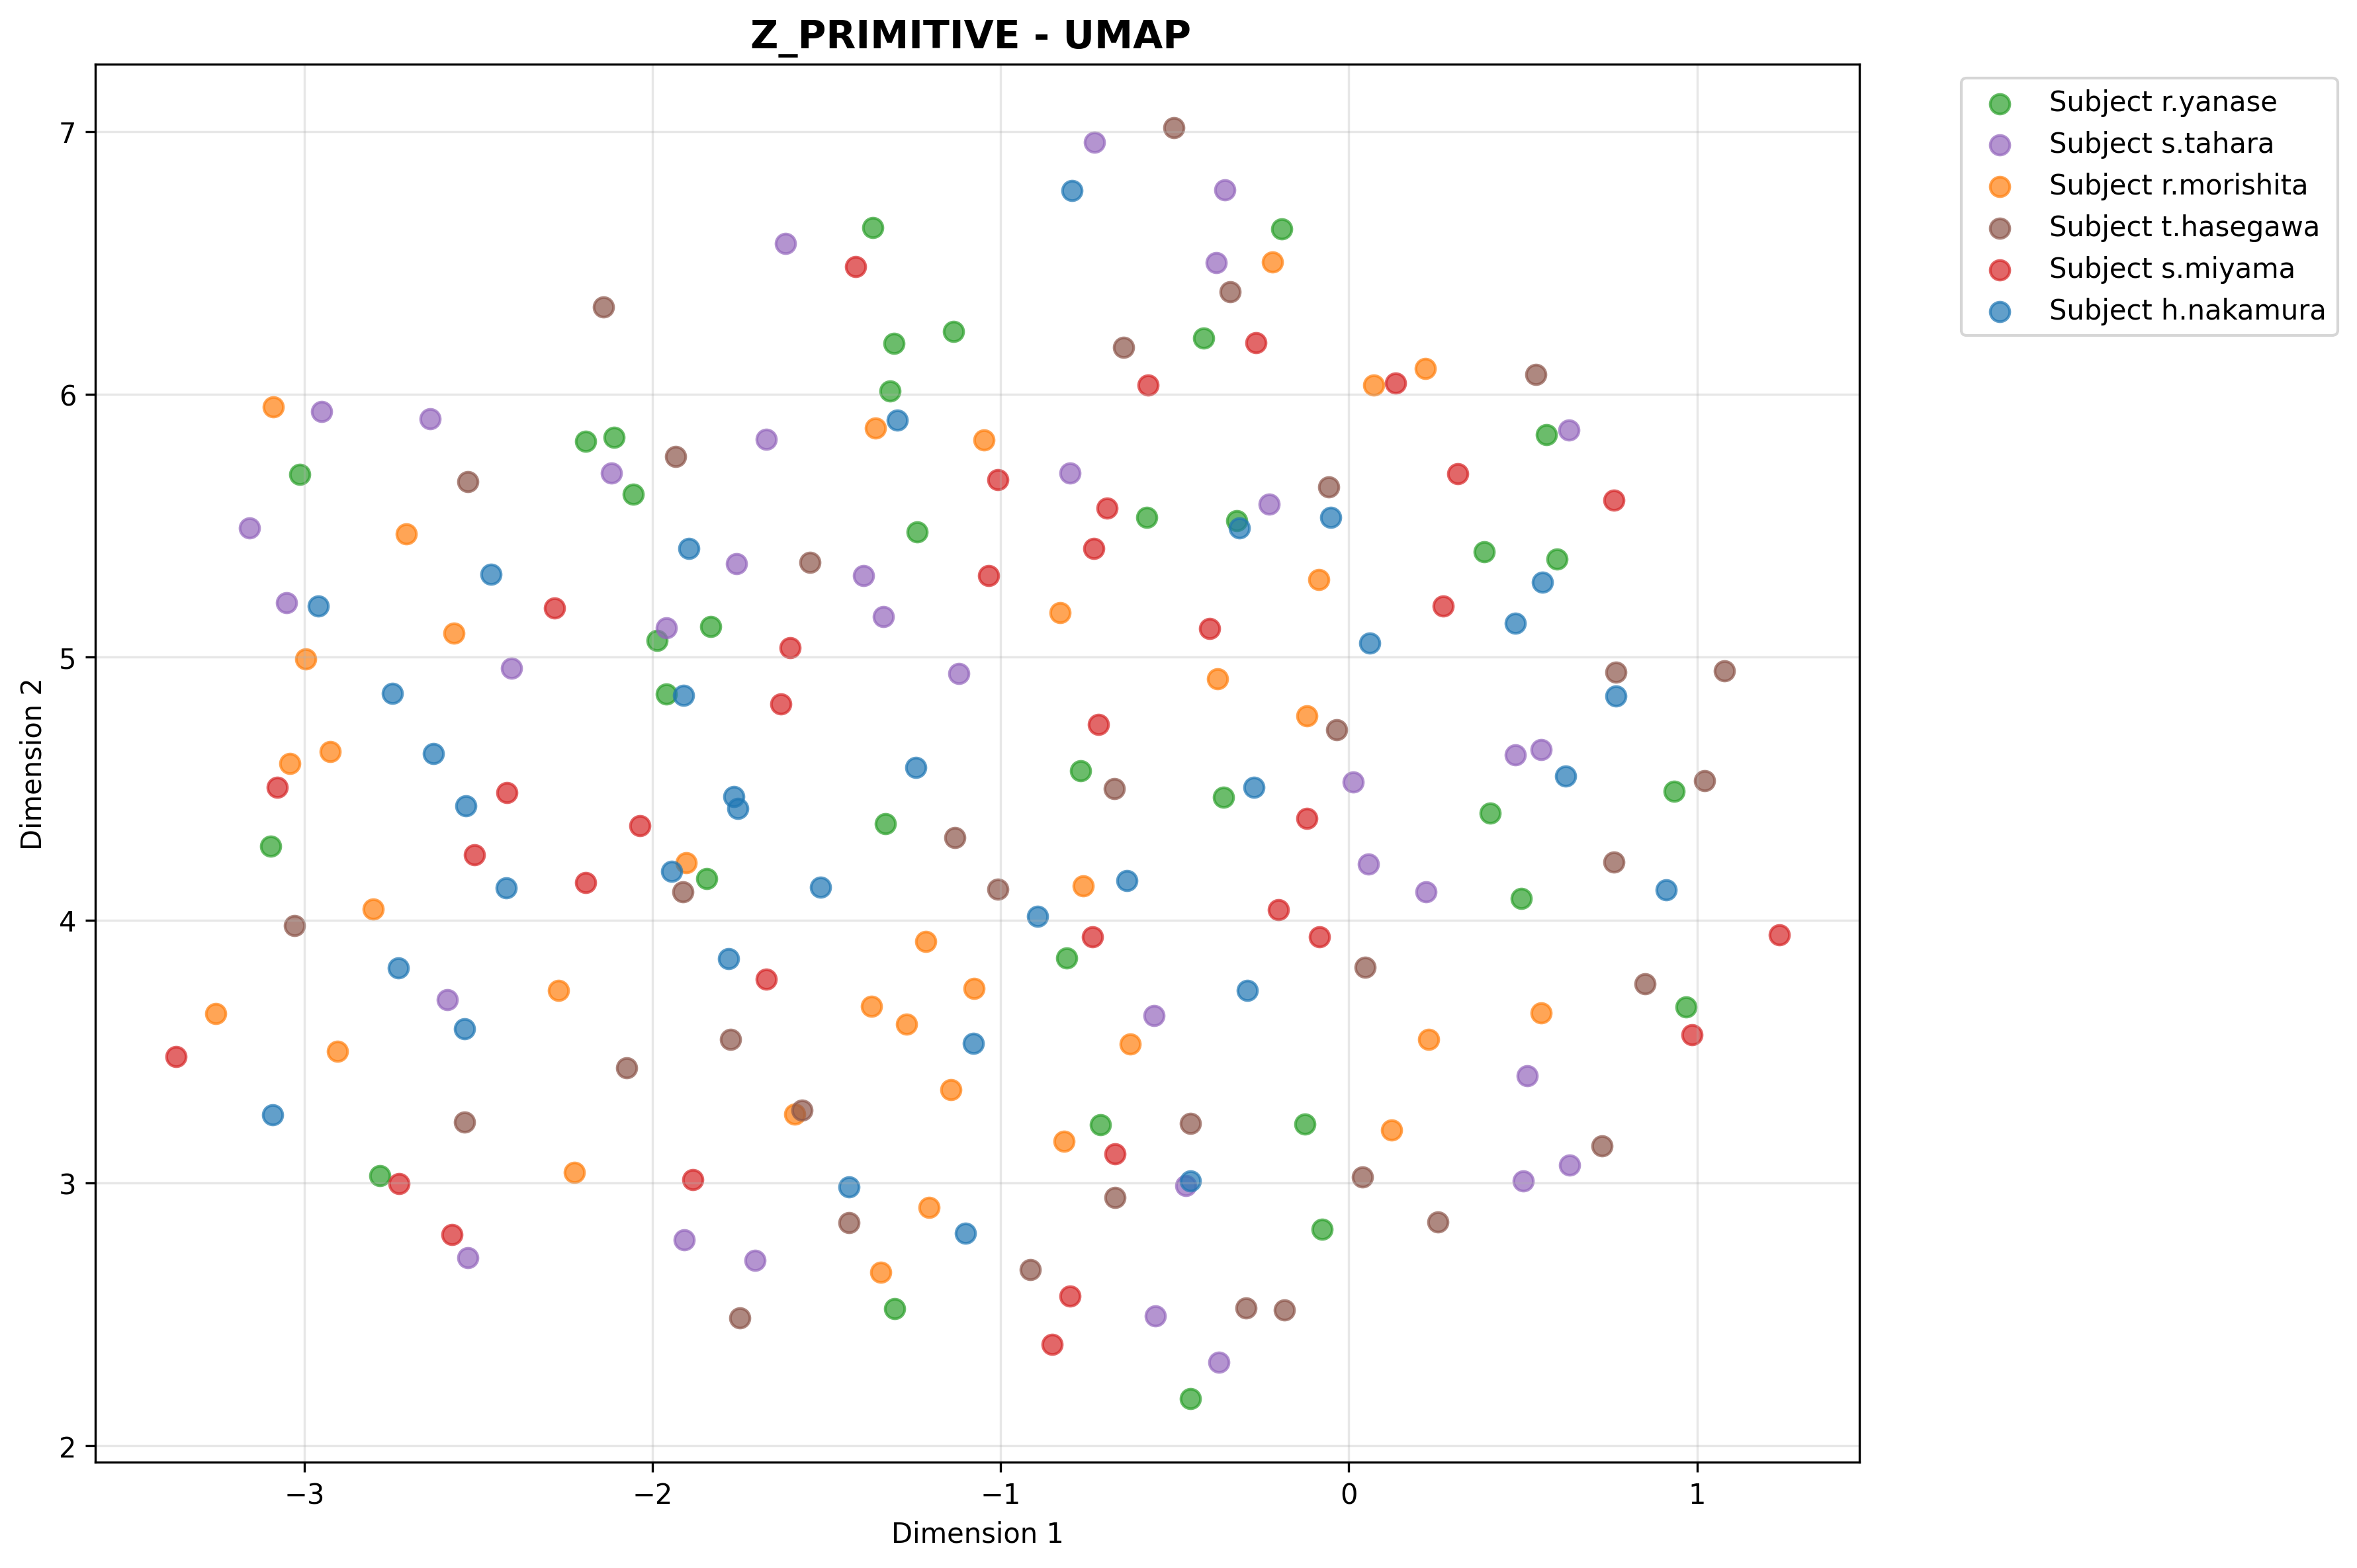 Z_PRIMITIVE - UMAP
Subject r.yanase
Subject s.tahara
Subject r.morishita
Subject t.hasegawa
Subject s.miyama
Subject h.nakamura
7
6
5
4
3
2
Dimension 2
−3
−2
−1
0
1
Dimension 1